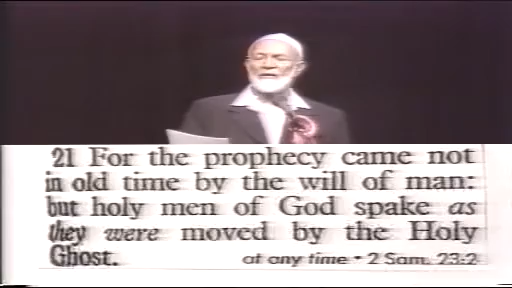 21 For the prophecy came not
in old time by the will of man:
but holy men of God spake as
they were moved by the Holy
Ghost. at any time • 2 Sam. 23:2